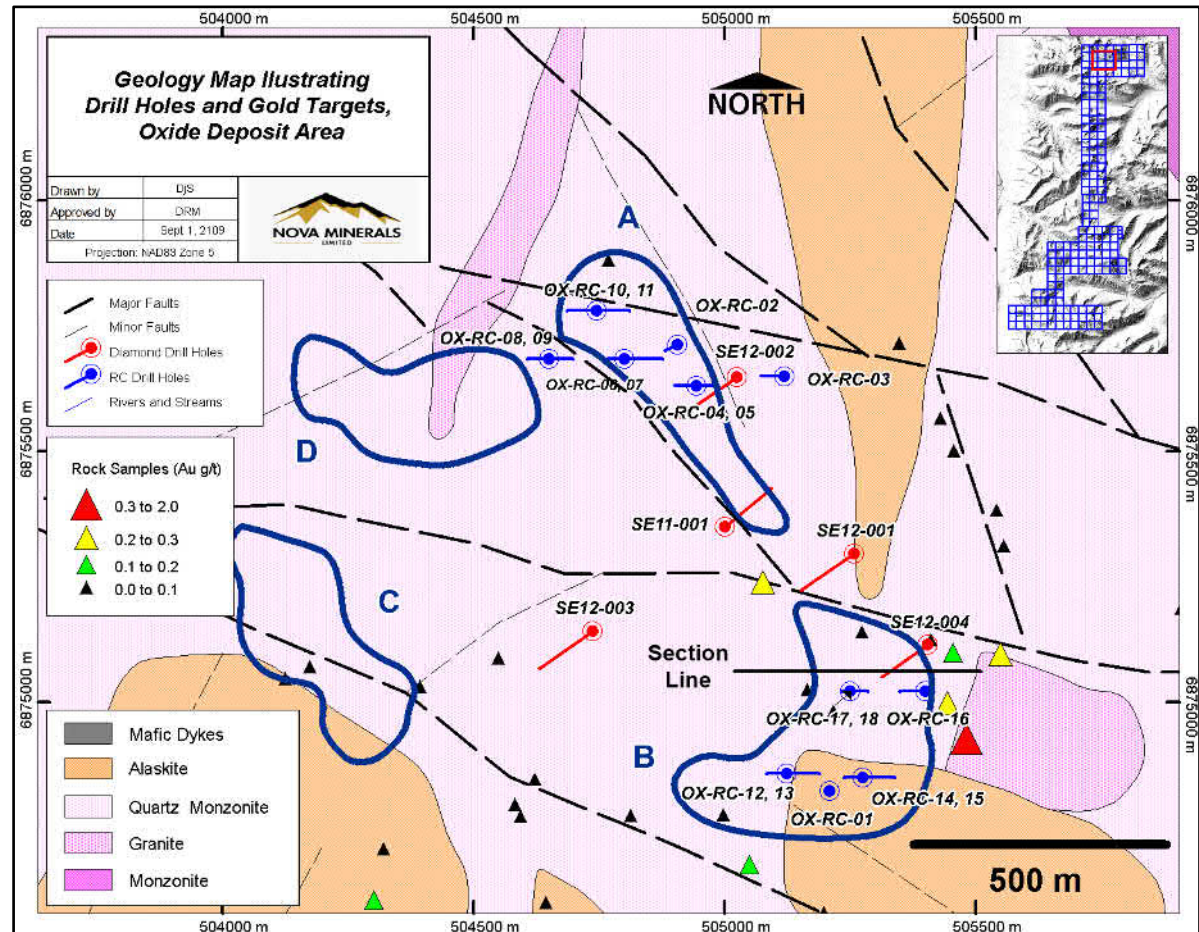 504000 m
504500 m
505000 m
505500 m
Geology Map Ilustrating
Drill Holes and Gold Targets,
Oxide Deposit Area
Drawn by DjS
Approved by DRM
Date Sept 1, 2109
Projection: NAD83 Zone 5
NOVA MINERALS
LIMITED
NORTH
6876000 m
6876000 m
Major Faults
Minor Faults
Diamond Drill Holes
RC Drill Holes
Rivers and Streams
A
OX-RC-10, 11
OX-RC-02
OX-RC-08, 09
SE12-002
OX-RC-06, 07
OX-RC-03
OX-RC-04, 05
D
6875500 m
6875500 m
Rock Samples (Au g/t)
0.3 to 2.0
0.2 to 0.3
0.1 to 0.2
0.0 to 0.1
SE11-001
SE12-001
C
SE12-003
SE12-004
Section
Line
6875000 m
6875000 m
OX-RC-17, 18
OX-RC-16
B
OX-RC-12, 13
OX-RC-14, 15
OX-RC-01
Mafic Dykes
Alaskite
Quartz Monzonite
Granite
Monzonite
500 m
504000 m
504500 m
505000 m
505500 m